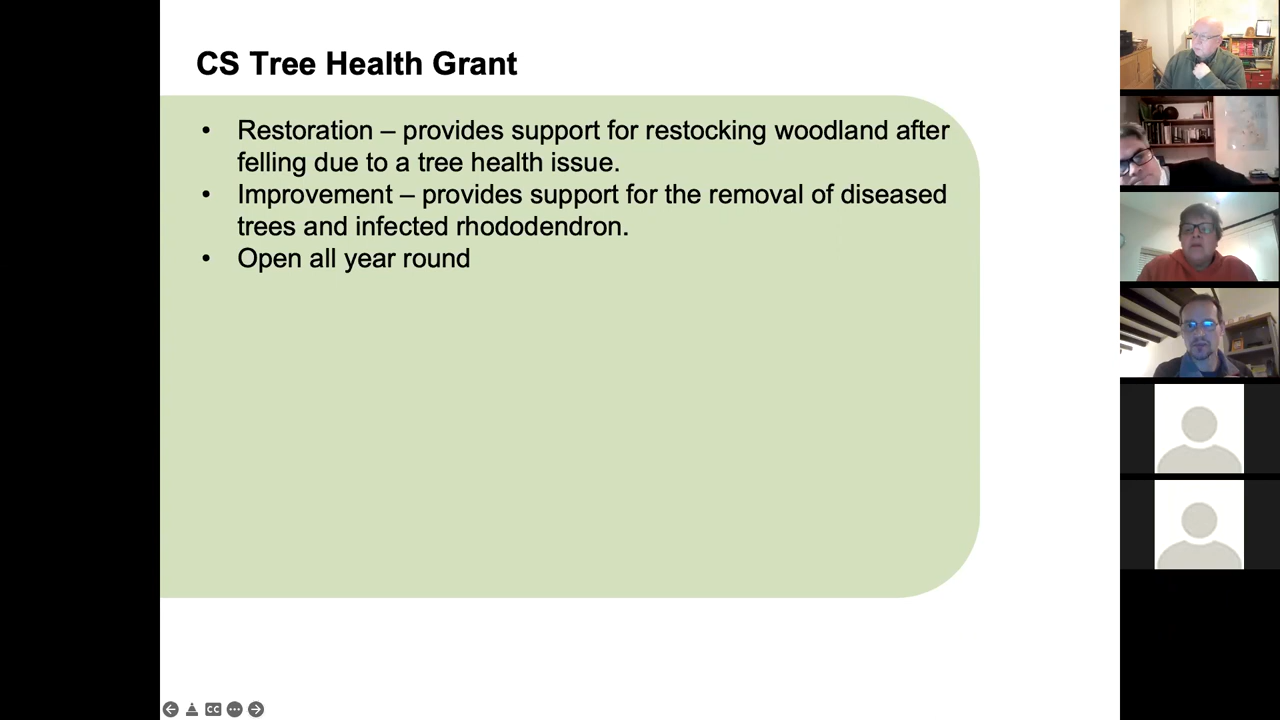 CS Tree Health Grant
• Restoration – provides support for restocking woodland after
felling due to a tree health issue.
• Improvement – provides support for the removal of diseased
trees and infected rhododendron.
• Open all year round
CC